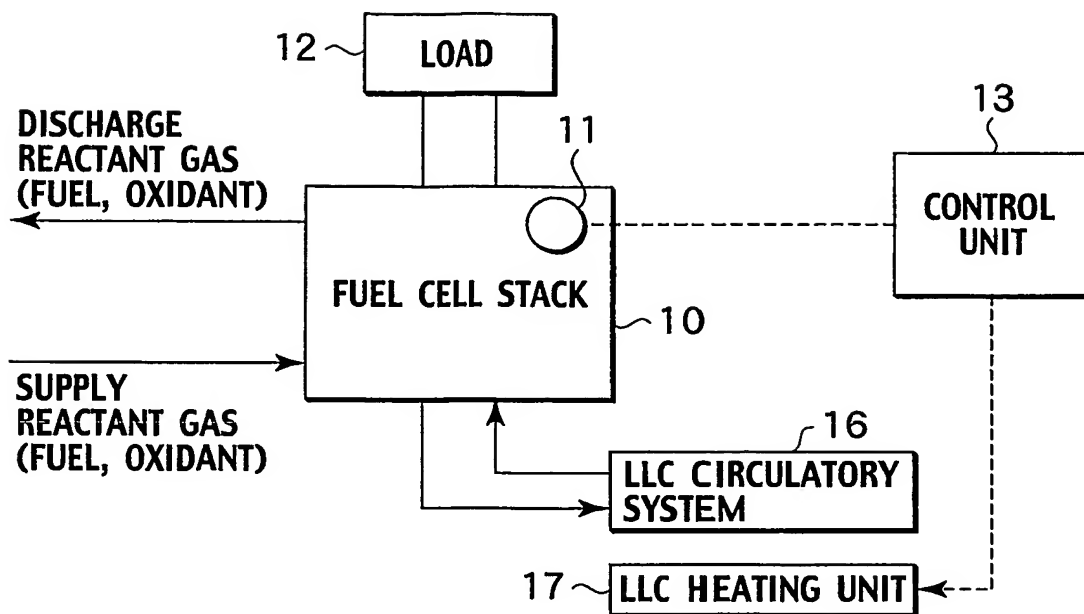 12
LOAD
DISCHARGE
REACTANT GAS
(FUEL, OXIDANT)
11
13
CONTROL
UNIT
FUEL CELL STACK
10
SUPPLY
REACTANT GAS
(FUEL, OXIDANT)
16
LLC CIRCULATORY
SYSTEM
17
LLC HEATING UNIT